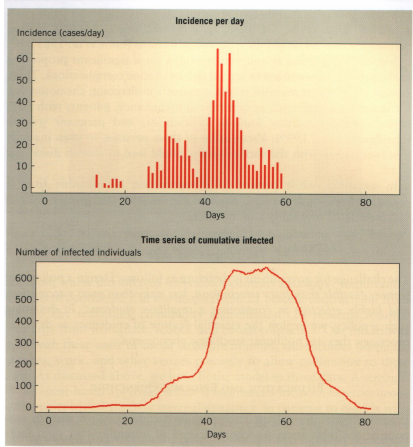 Incidence per day
Incidence (cases/day)
60
50
40
30
20
10
0
0 20 40 60 80
Days
Time series of cumulative infected
Number of infected individuals
600
500
400
300
200
100
0
0 20 40 60 80
Days